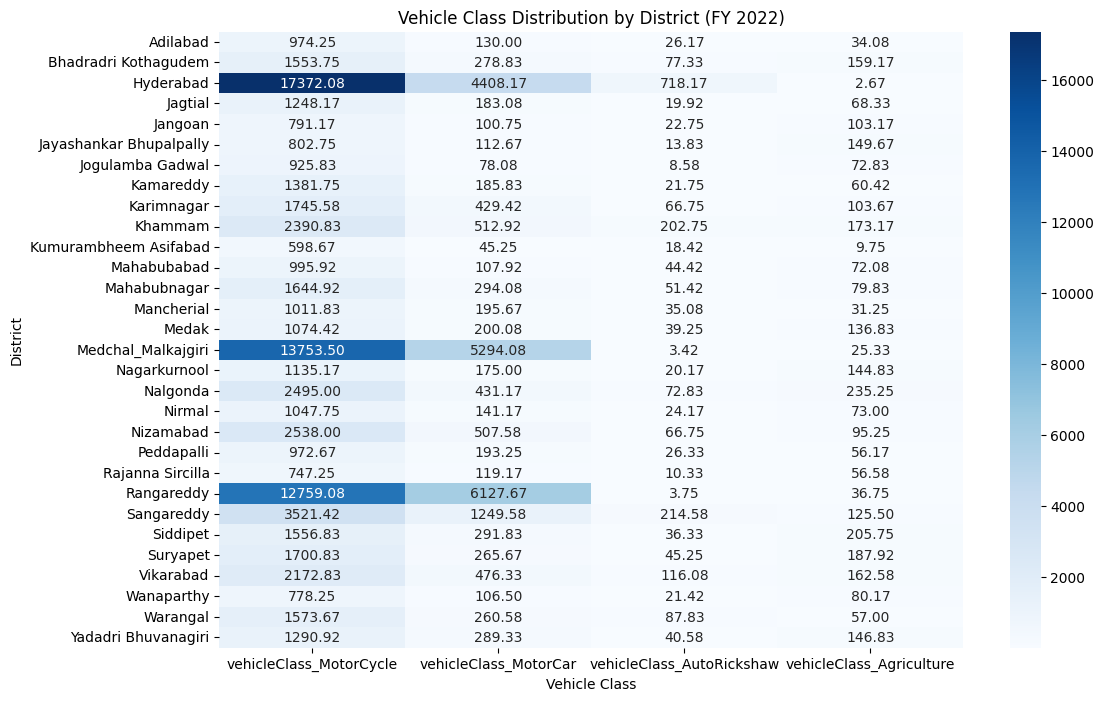 Vehicle Class Distribution by District (FY 2022)
Adilabad 974.25 130.00 26.17 34.08
Bhadradri Kothagudem 1553.75 278.83 77.33 159.17
Hyderabad 17372.08 4408.17 718.17 2.67
Jagtial 1248.17 183.08 19.92 68.33
Jangoan 791.17 100.75 22.75 103.17
Jayashankar Bhupalpally 802.75 112.67 13.83 149.67
Jogulamba Gadwal 925.83 78.08 8.58 72.83
Kamareddy 1381.75 185.83 21.75 60.42
Karimnagar 1745.58 429.42 66.75 103.67
Khammam 2390.83 512.92 202.75 173.17
Kumurambheem Asifabad 598.67 45.25 18.42 9.75
Mahabubabad 995.92 107.92 44.42 72.08
Mahabubnagar 1644.92 294.08 51.42 79.83
Mancherial 1011.83 195.67 35.08 31.25
Medak 1074.42 200.08 39.25 136.83
Medchal_Malkajgiri 13753.50 5294.08 3.42 25.33
Nagarkurnool 1135.17 175.00 20.17 144.83
Nalgonda 2495.00 431.17 72.83 235.25
Nirmal 1047.75 141.17 24.17 73.00
Nizamabad 2538.00 507.58 66.75 95.25
Peddapalli 972.67 193.25 26.33 56.17
Rajanna Sircilla 747.25 119.17 10.33 56.58
Rangareddy 12759.08 6127.67 3.75 36.75
Sangareddy 3521.42 1249.58 214.58 125.50
Siddipet 1556.83 291.83 36.33 205.75
Suryapet 1700.83 265.67 45.25 187.92
Vikarabad 2172.83 476.33 116.08 162.58
Wanaparthy 778.25 106.50 21.42 80.17
Warangal 1573.67 260.58 87.83 57.00
Yadadri Bhuvanagiri 1290.92 289.33 40.58 146.83
vehicleClass_MotorCycle vehicleClass_MotorCar vehicleClass_AutoRickshaw vehicleClass_Agriculture
Vehicle Class
District
16000
14000
12000
10000
8000
6000
4000
2000